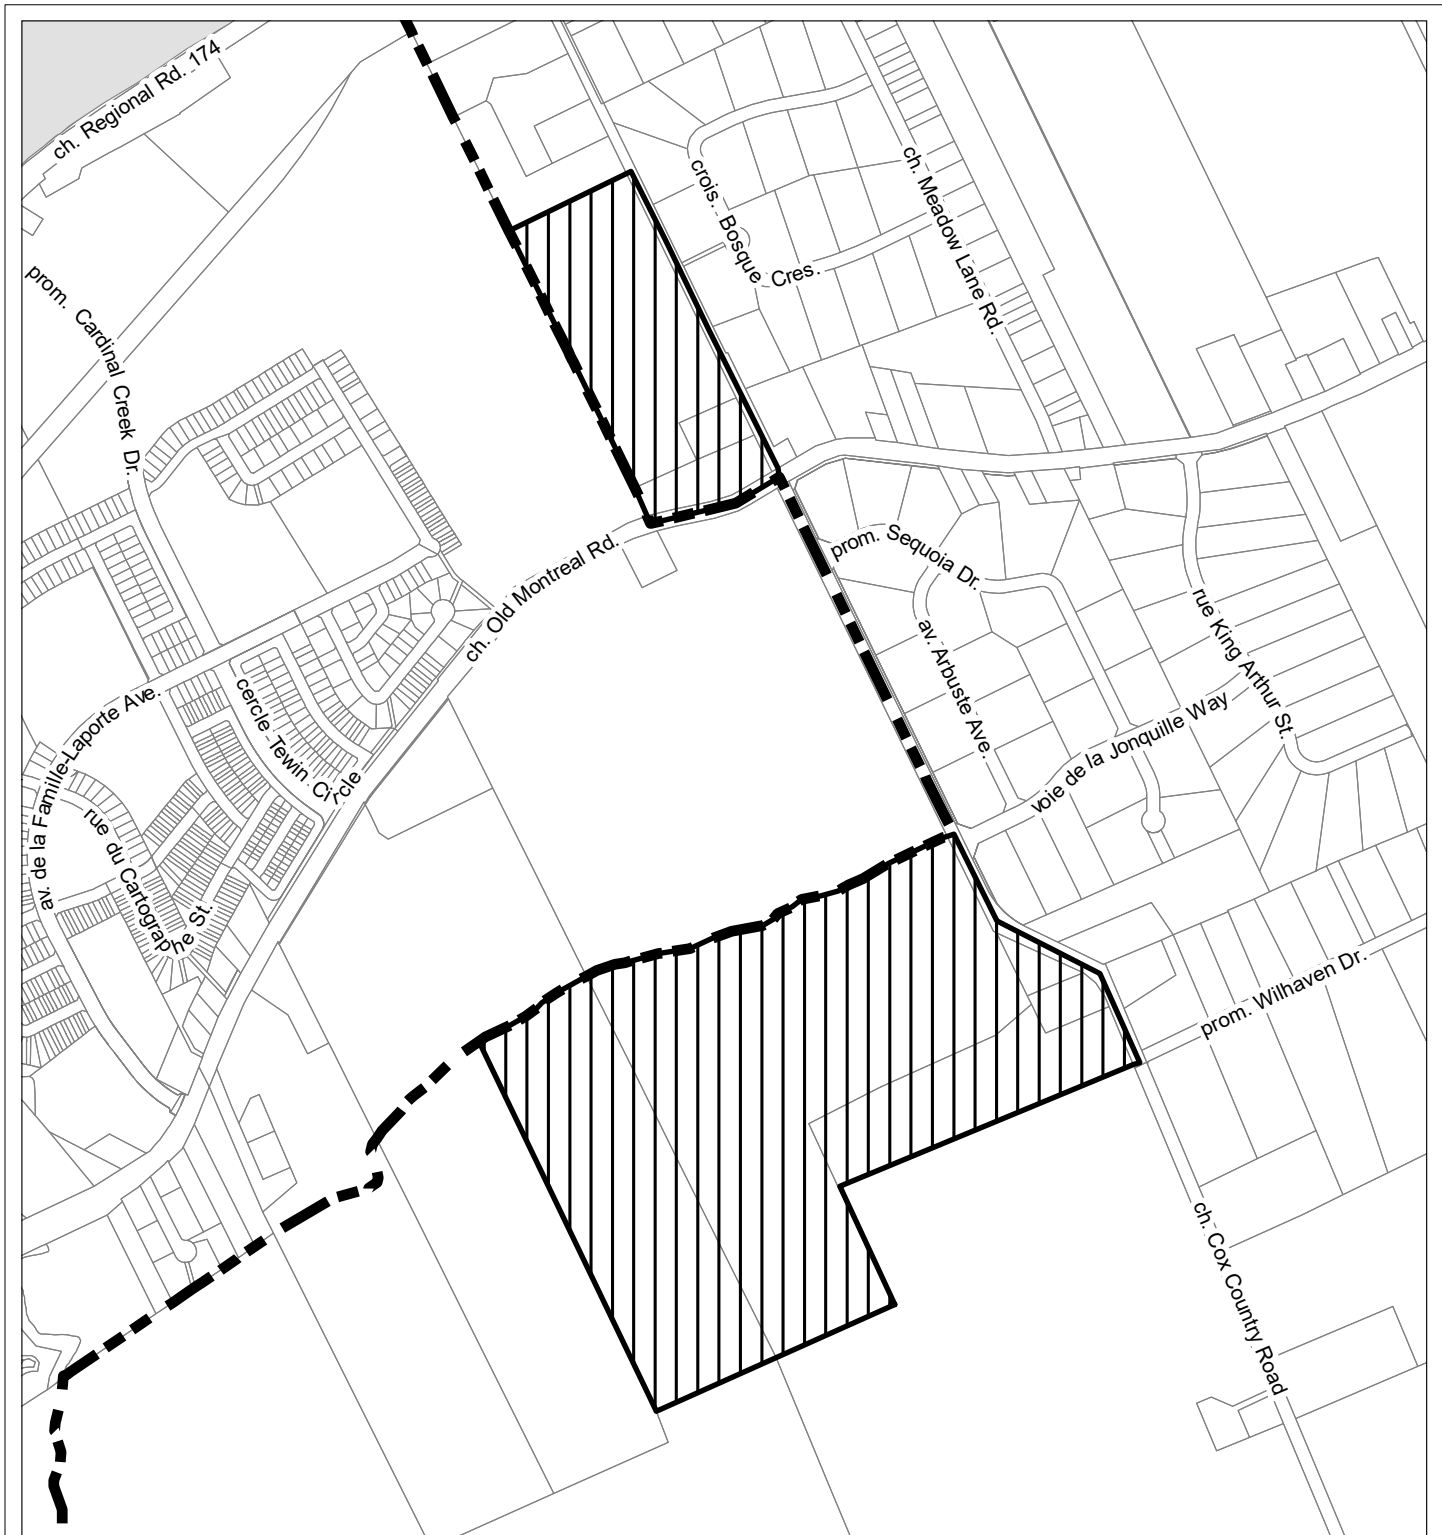 ch. Regional Rd. 174
ch. Meadow Lane Rd.
crois. Bosque Cres.
prom. Cardinal Creek Dr.
ch. Old Montreal Rd.
prom. Sequoia Dr.
rue King Arthur St.
av. Arbuste Ave.
voie de la Jonquille Way
av. de la Famille-Laporte Ave.
cercle Tewin Circle
rue du Cartographe St.
prom. Wilhaven Dr.
ch. Cox Country Road